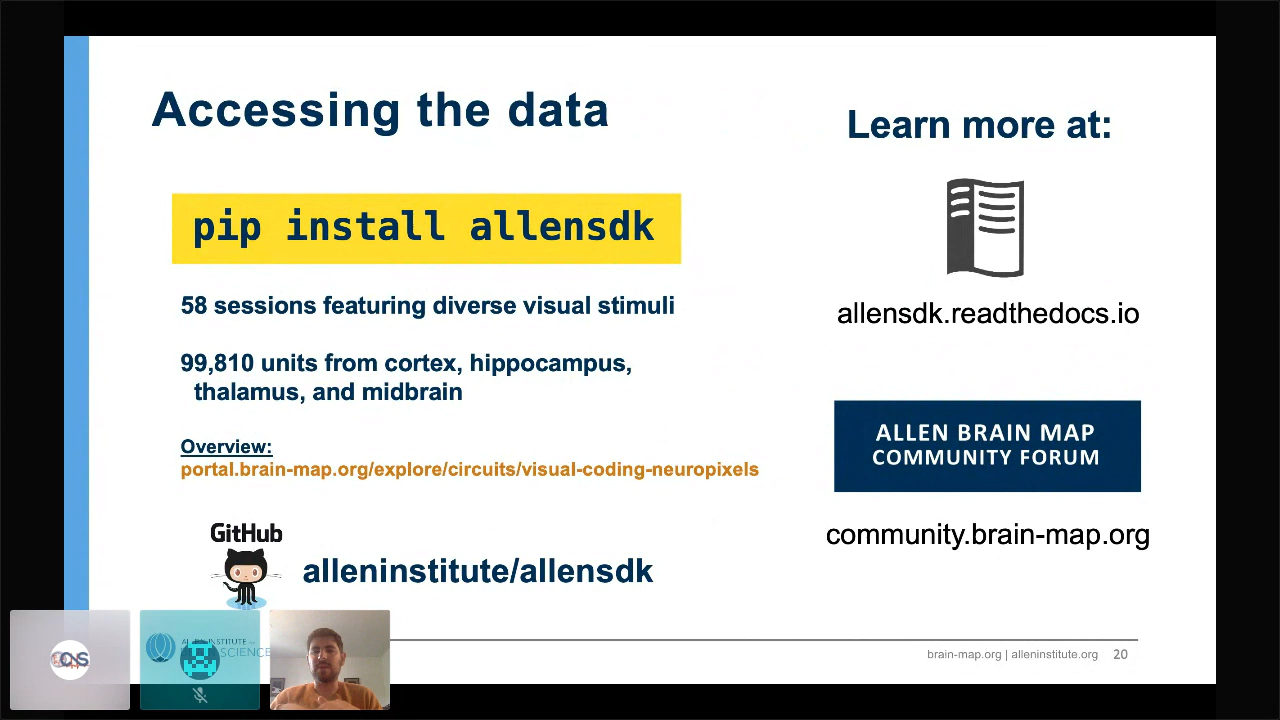 Accessing the data
pip install allensdk
58 sessions featuring diverse visual stimuli
99,810 units from cortex, hippocampus,
thalamus, and midbrain
Overview:
portal.brain-map.org/explore/circuits/visual-coding-neuropixels
GitHub
alleninstitute/allensdk
Learn more at:
allensdk.readthedocs.io
ALLEN BRAIN MAP
COMMUNITY FORUM
community.brain-map.org
brain-map.org | alleninstitute.org 20